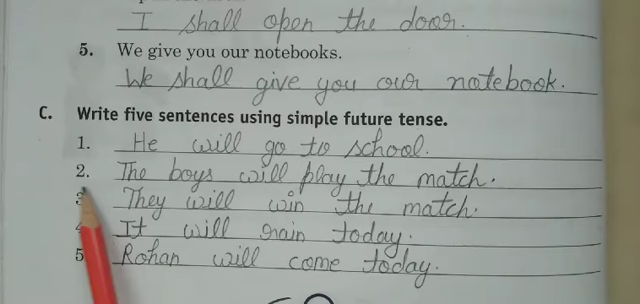 I shall open the door.
5. We give you our notebooks.
We shall give you our notebook.
C. Write five sentences using simple future tense.
1. He will go to school.
2. The boys will play the match.
3 They will win the match.
4 It will rain today.
5 Rohan will come today.